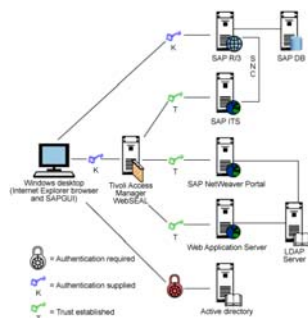 SAP R/3
SAP DB
K
SNC
T
SAP ITS
Windows desktop
(Internet Explorer browser
and SAPGUI)
K
Tivoli Access
Manager
WebSEAL
T
SAP NetWeaver Portal
T
Web Application Server
LDAP
Server
Active directory
= Authentication required
K
= Authentication supplied
T
= Trust established